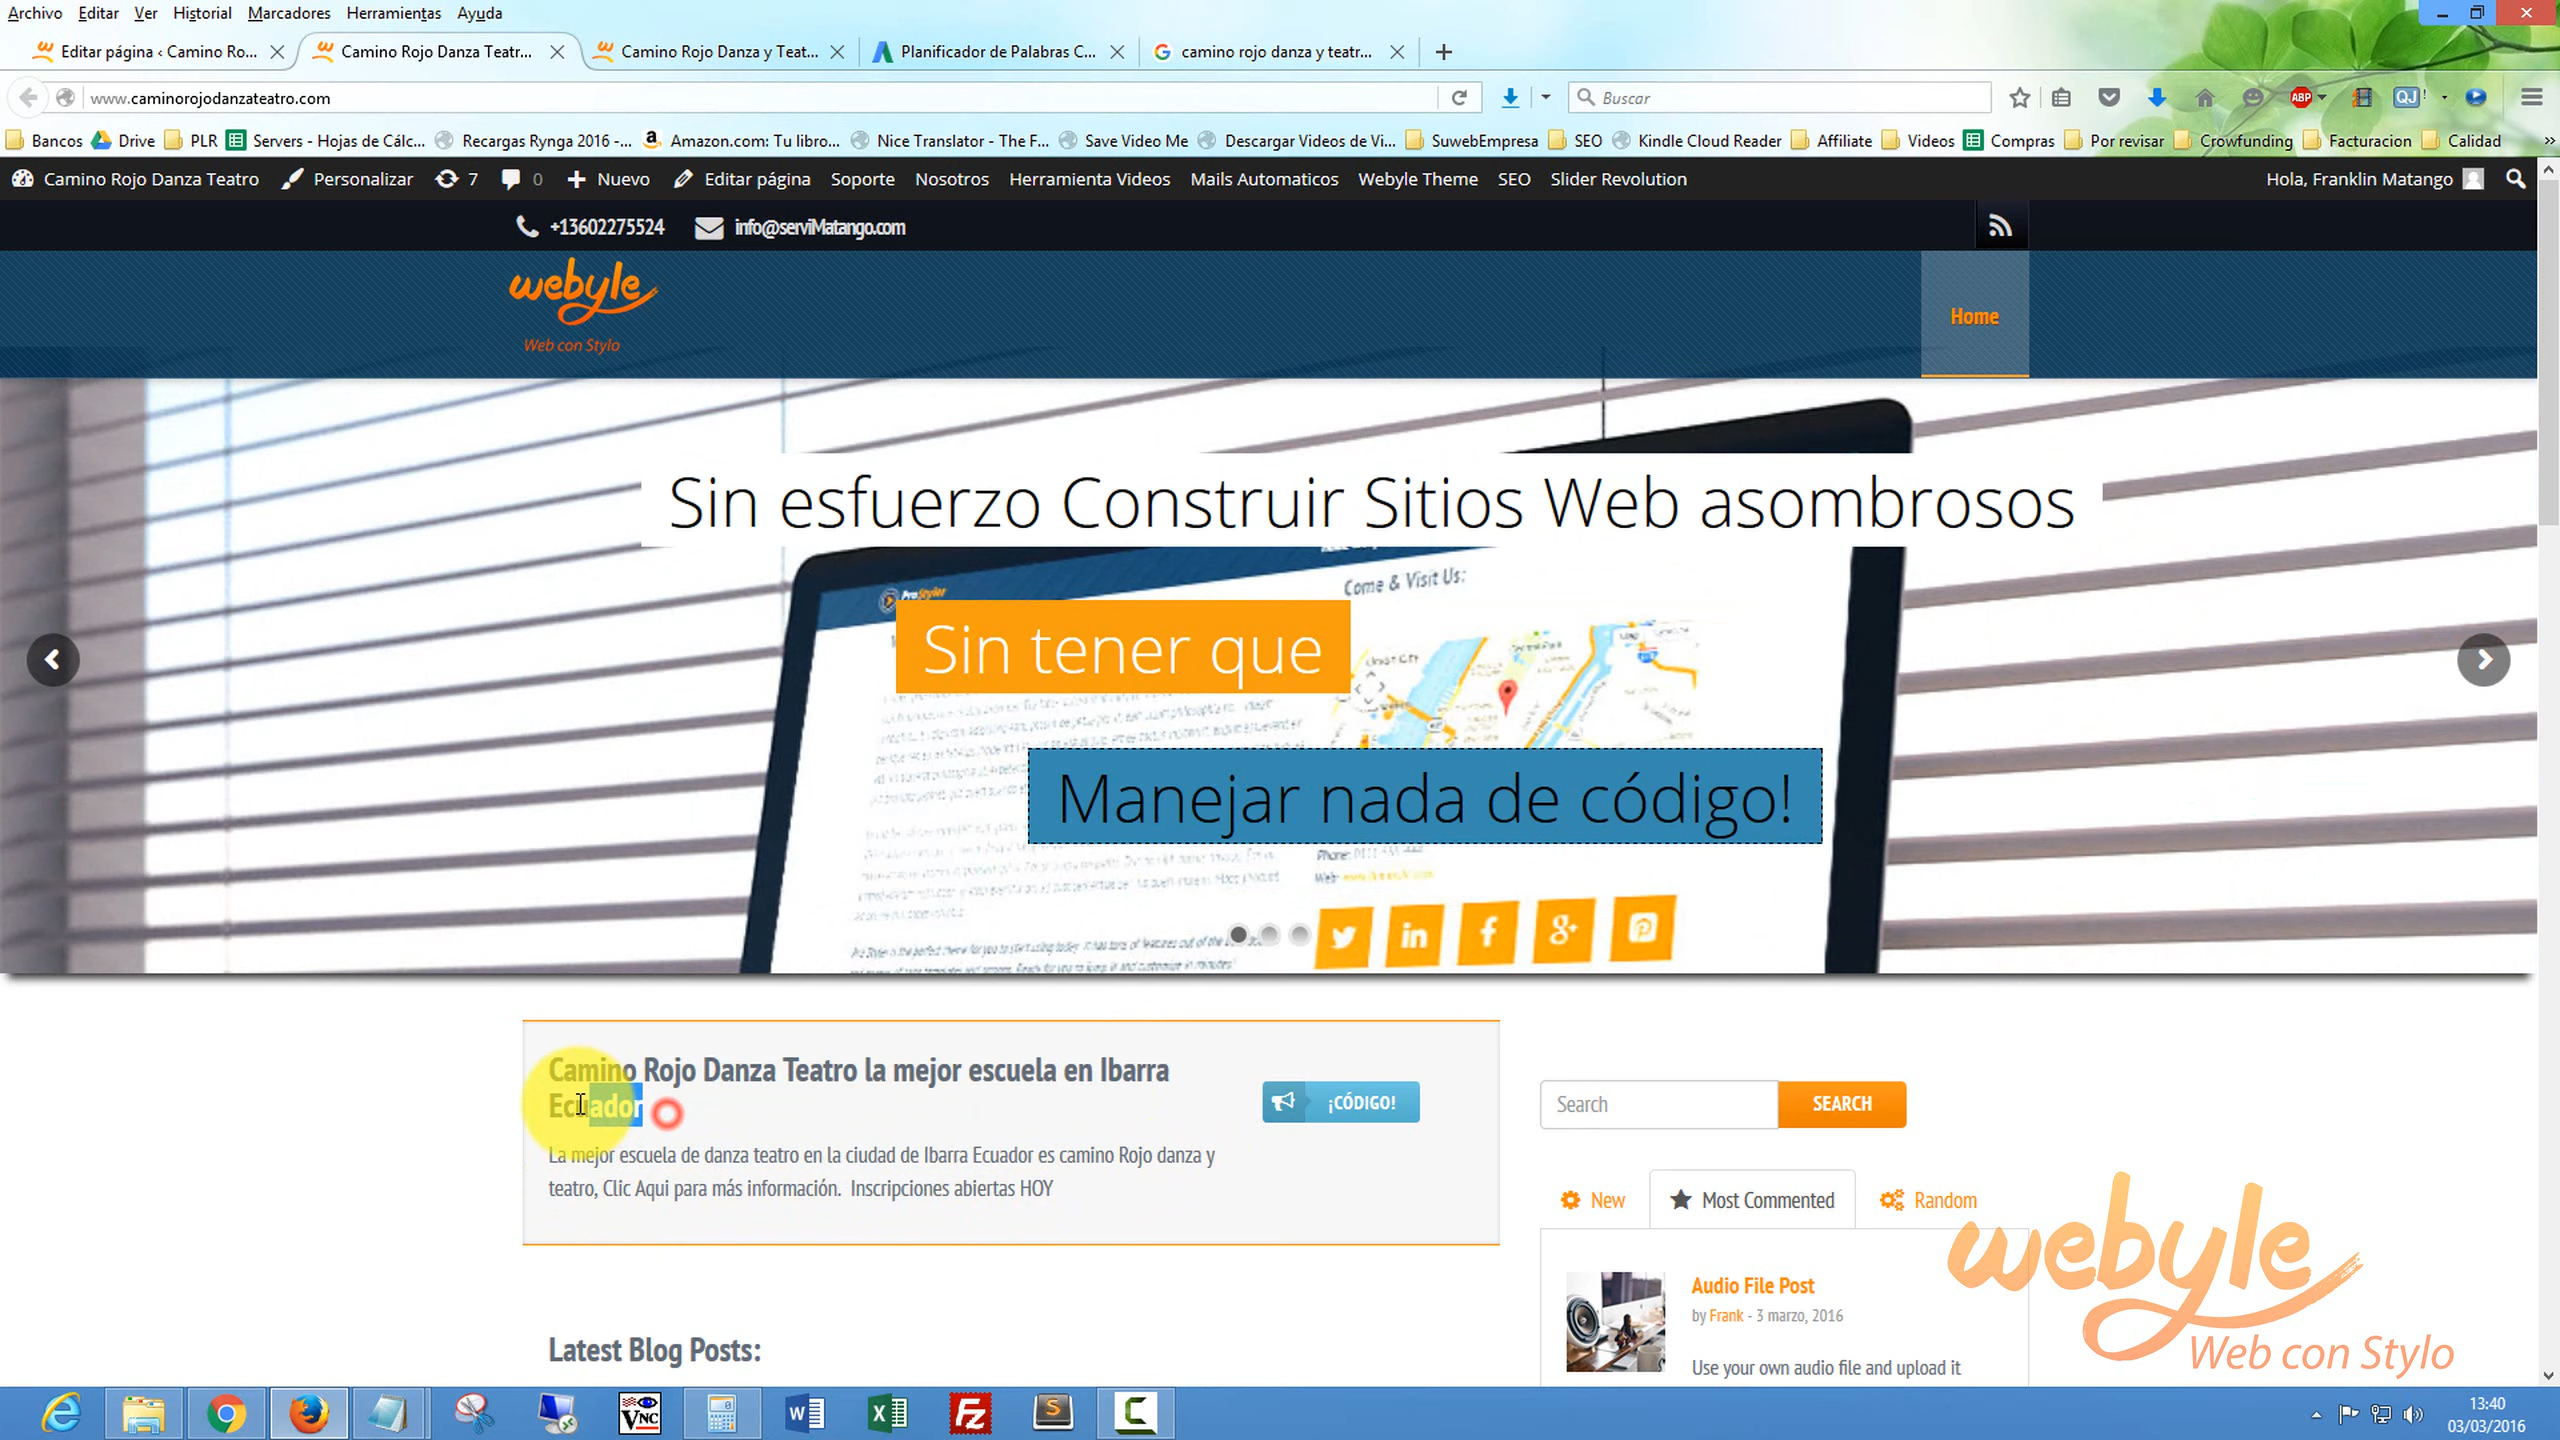 Archivo Editar Ver Historial Marcadores Herramientas Ayuda
Editar página ‹ Camino Ro... Camino Rojo Danza Teatr... Camino Rojo Danza y Teat... Planificador de Palabras C... camino rojo danza y teatr...
www.caminorojodanzateatro.com Buscar ABP QJ!
Bancos Drive PLR Servers - Hojas de Cálc... Recargas Rynga 2016 -... Amazon.com: Tu libro... Nice Translator - The F... Save Video Me Descargar Videos de Vi... SuwebEmpresa SEO Kindle Cloud Reader Affiliate Videos Compras Por revisar Crowfunding Facturacion Calidad
Camino Rojo Danza Teatro Personalizar 7 0 Nuevo Editar página Soporte Nosotros Herramienta Videos Mails Automaticos Webyle Theme SEO Slider Revolution Hola, Franklin Matango
+13602275524 info@serviMatango.com
webyle
Web con Stylo
Home
Sin esfuerzo Construir Sitios Web asombrosos
ProStyler Come & Visit Us:
Sin tener que
Manejar nada de código!
Phone:
Web:
Camino Rojo Danza Teatro la mejor escuela en Ibarra
Ecuador
¡CÓDIGO!
La mejor escuela de danza teatro en la ciudad de Ibarra Ecuador es camino Rojo danza y
teatro, Clic Aqui para más información. Inscripciones abiertas HOY
Search SEARCH
New Most Commented Random
Audio File Post
by Frank - 3 marzo, 2016
Use your own audio file and upload it
Latest Blog Posts:
webyle
Web con Stylo
13:40
03/03/2016